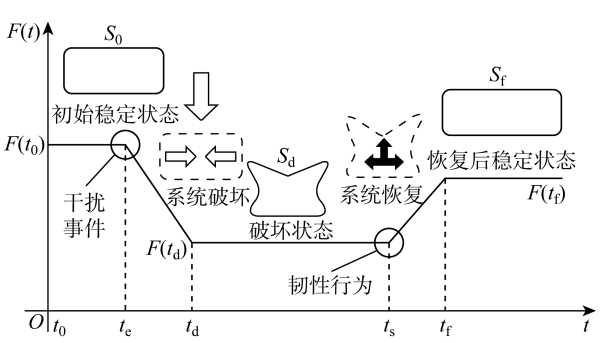 F(t)
S0
Sf
初始稳定状态
F(t0)
Sd
恢复后稳定状态
系统破坏
系统恢复
F(tf)
干扰
事件
破坏状态
F(td)
韧性行为
O
t0
te
td
ts
tf
t